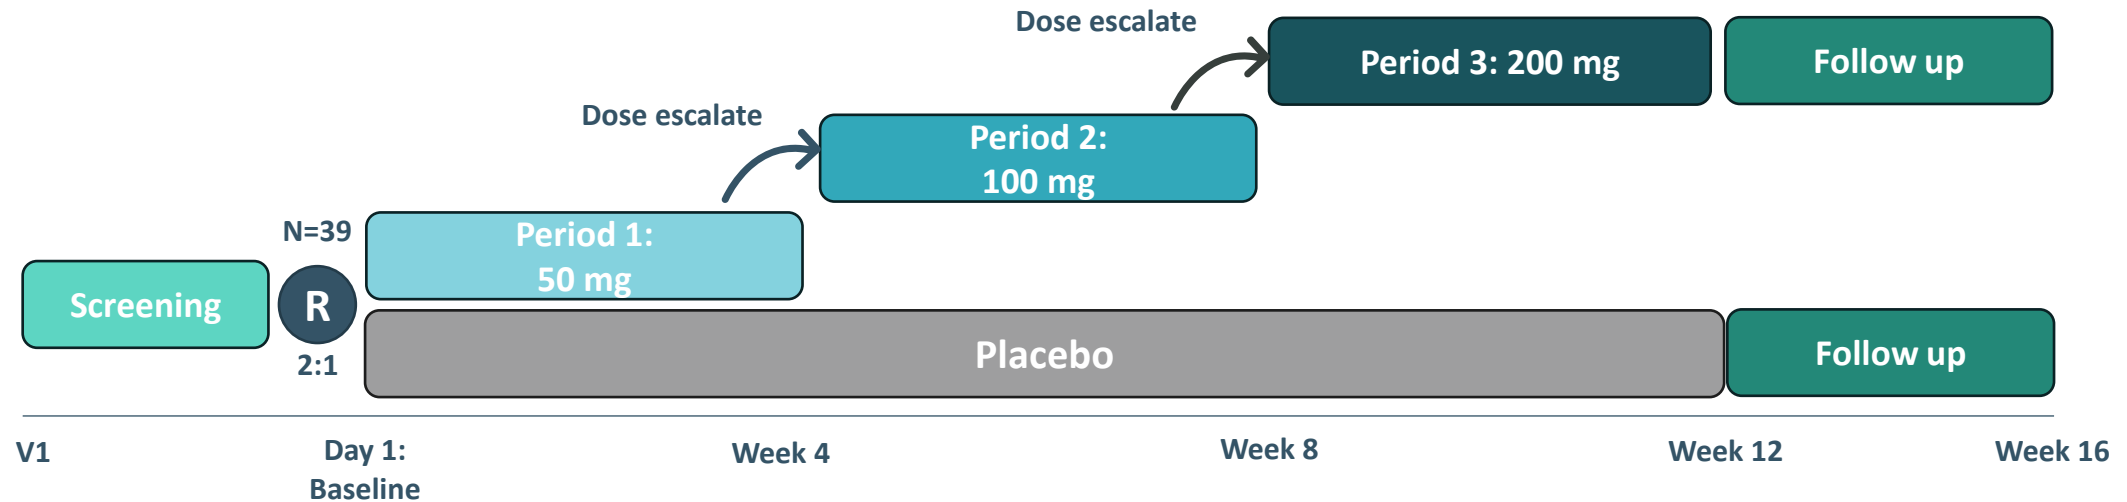 Dose escalate
Period 3: 200 mg
Follow up
Dose escalate
Period 2:
100 mg
N=39
Period 1:
50 mg
Screening
R
2:1
Placebo
Follow up
V1
Day 1:
Baseline
Week 4
Week 8
Week 12
Week 16